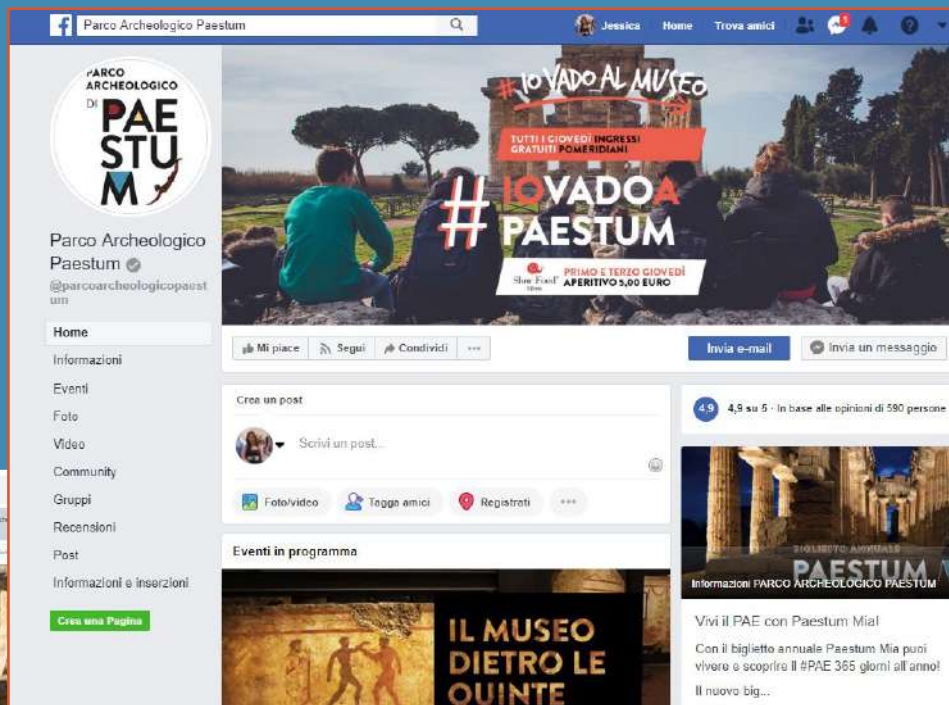 Parco Archeologico Paestum
Jessica Home Trova amici
1
PARCO
ARCHEOLOGICO
DI PAE
STU
M
Parco Archeologico
Paestum
@parcoarcheologicopaest
um
Home
Informazioni
Eventi
Foto
Video
Community
Gruppi
Recensioni
Post
Informazioni e inserzioni
Crea una Pagina
#IO VADO AL MUSEO
TUTTI I GIOVEDÌ INGRESSI
GRATUITI POMERIDIANI
#IOVADOA
PAESTUM
Slow Food
PRIMO E TERZO GIOVEDÌ
APERITIVO 5,00 EURO
Mi piace Segui Condividi
Invia e-mail Invia un messaggio
Crea un post
Scrivi un post...
Foto/video Tagga amici Registrati
Eventi in programma
IL MUSEO
DIETRO LE
QUINTE
4,9 4,9 su 5 · In base alle opinioni di 590 persone
BIGLIETTO ANNUALE
PAESTUM
Informazioni PARCO ARCHEOLOGICO PAESTUM
Vivi il PAE con Paestum Mia!
Con il biglietto annuale Paestum Mia puoi
vivere e scoprire il #PAE 365 giorni all'anno!
Il nuovo big...